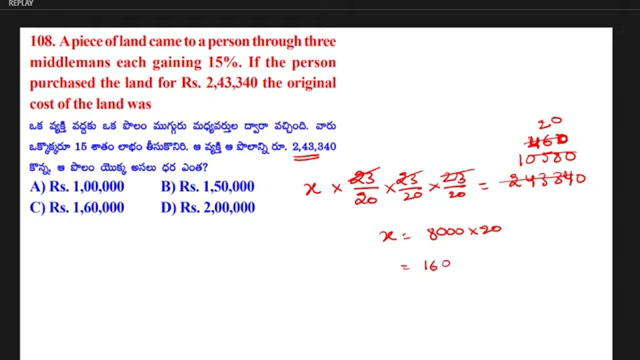 REPLAY
108. A piece of land came to a person through three
middlemans each gaining 15%. If the person
purchased the land for Rs. 2,43,340 the original
cost of the land was
ఒక వ్యక్తి వద్దకు ఒక పొలం ముగ్గురు మధ్యవర్తుల ద్వారా వచ్చింది. వారు
ఒక్కొక్కరూ 15 శాతం లాభం తీసుకొనిరి. ఆ వ్యక్తి ఆ పొలాన్ని రూ. 2,43,340
కొన్న, ఆ పొలం యొక్క అసలు ధర ఎంత?
A) Rs. 1,00,000 B) Rs. 1,50,000
C) Rs. 1,60,000 D) Rs. 2,00,000
20
460
10580
x × 23/20 × 23/20 × 23/20 = 243340
x = 8000 × 20
= 160